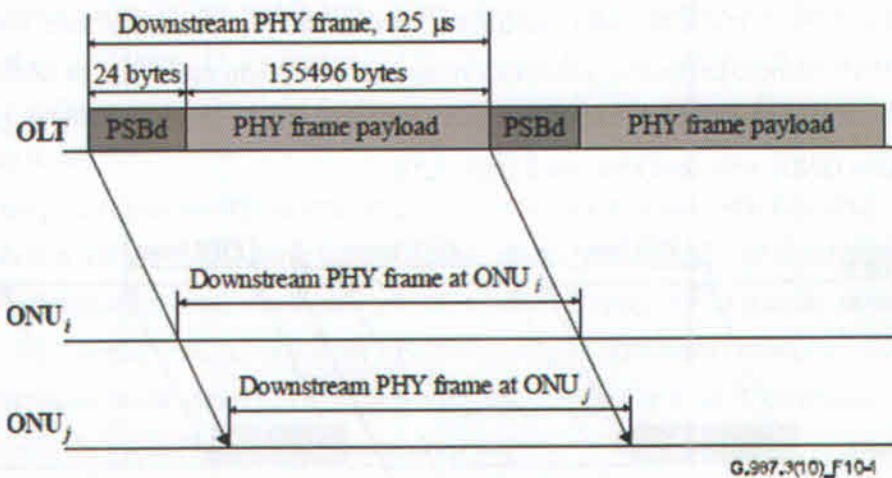 Downstream PHY frame, 125 μs
24 bytes 155496 bytes
OLT PSBd PHY frame payload PSBd PHY frame payload
Downstream PHY frame at ONU i
ONU i
Downstream PHY frame at ONU j
ONU j
G.987.3(10)_F10-1